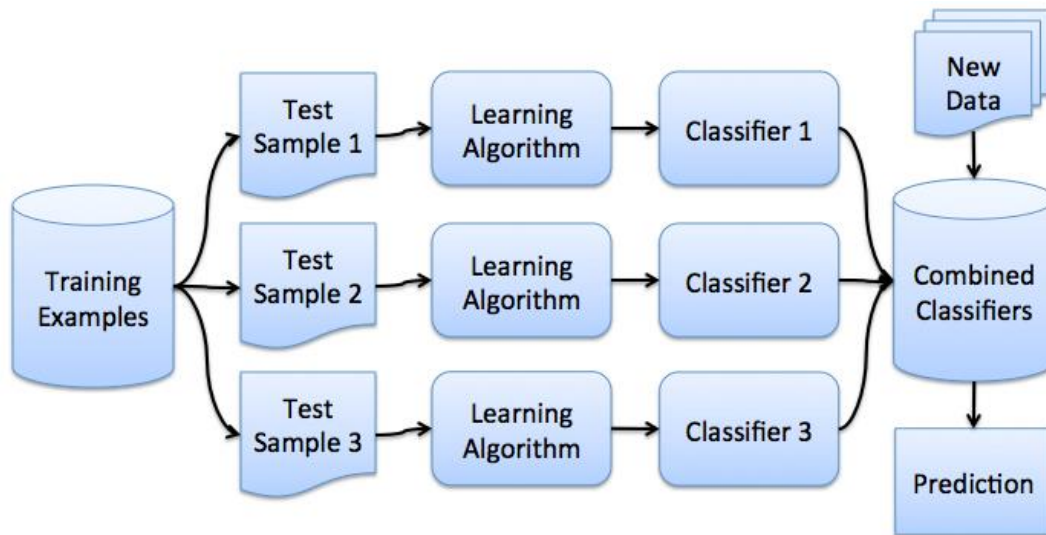 Training
Examples
Test
Sample 1
Learning
Algorithm
Classifier 1
Test
Sample 2
Learning
Algorithm
Classifier 2
Test
Sample 3
Learning
Algorithm
Classifier 3
New
Data
Combined
Classifiers
Prediction